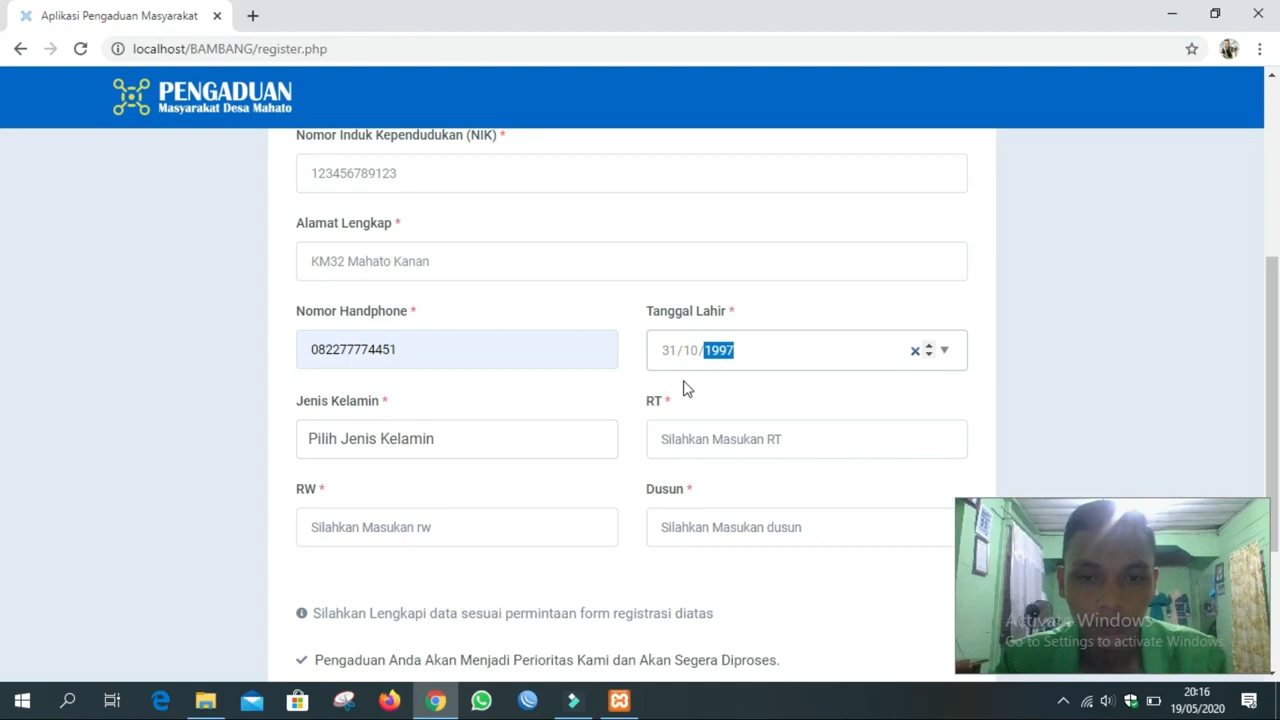 Aplikasi Pengaduan Masyarakat
localhost/BAMBANG/register.php
PENGADUAN
Masyarakat Desa Mahato
Nomor Induk Kependudukan (NIK) *
123456789123
Alamat Lengkap *
KM32 Mahato Kanan
Nomor Handphone *
Tanggal Lahir *
082277774451
31/10/1997
Jenis Kelamin *
RT *
Pilih Jenis Kelamin
Silahkan Masukan RT
RW *
Dusun *
Silahkan Masukan rw
Silahkan Masukan dusun
Silahkan Lengkapi data sesuai permintaan form registrasi diatas
Pengaduan Anda Akan Menjadi Perioritas Kami dan Akan Segera Diproses.
Activate Windows
Go to Settings to activate Windows.
20:16
19/05/2020